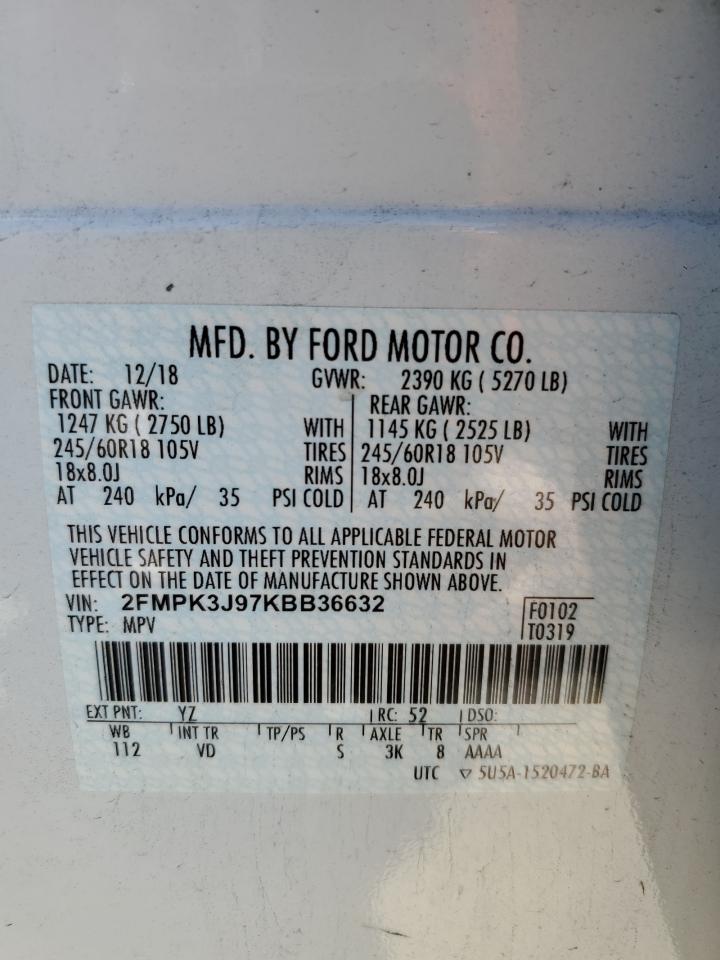 MFD. BY FORD MOTOR CO.
DATE: 12/18 GVWR: 2390 KG ( 5270 LB)
FRONT GAWR: REAR GAWR:
1247 KG ( 2750 LB) WITH 1145 KG ( 2525 LB) WITH
245/60R18 105V TIRES 245/60R18 105V TIRES
18x8.0J RIMS 18x8.0J RIMS
AT 240 kPa/ 35 PSI COLD AT 240 kPa/ 35 PSI COLD
THIS VEHICLE CONFORMS TO ALL APPLICABLE FEDERAL MOTOR
VEHICLE SAFETY AND THEFT PREVENTION STANDARDS IN
EFFECT ON THE DATE OF MANUFACTURE SHOWN ABOVE.
VIN: 2FMPK3J97KBB36632 F0102
TYPE: MPV T0319
EXT PNT: YZ RC: 52 DSO:
WB INT TR TP/PS R AXLE TR SPR
112 VD S 3K 8 AAAA
UTC ▽ 5U5A-1520472-BA